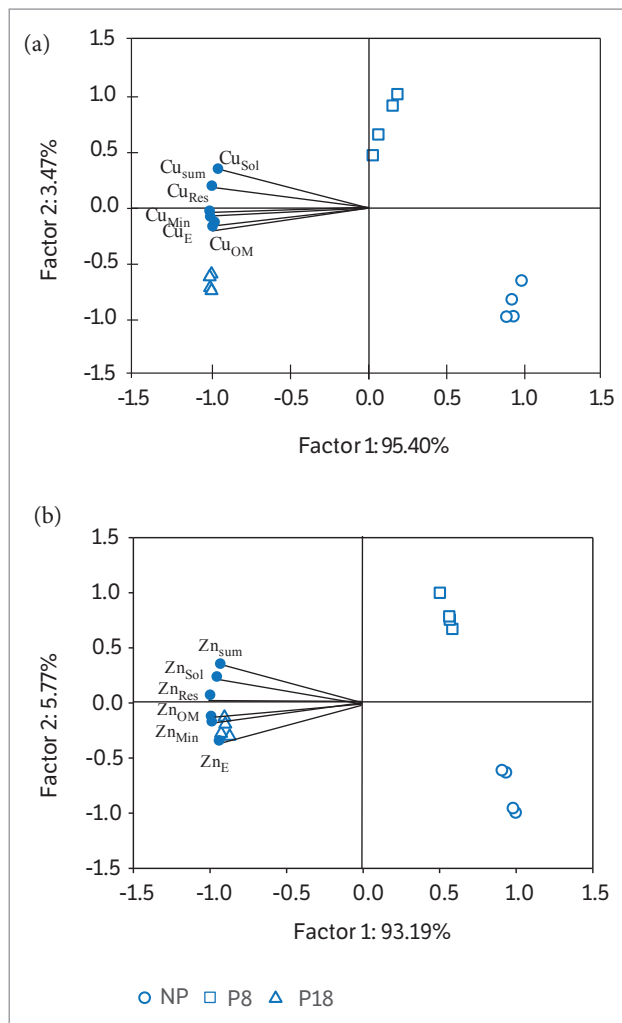 (a)
1.5
1.0
0.5
0.0
-0.5
-1.0
1.5
Factor 2: 3.47%
Cu_Sol
Cu_sum
Cu_Res
Cu_Min
Cu_E
Cu_OM
-1.5 -1.0 -0.5 0.0 0.5 1.0 1.5
Factor 1: 95.40%
(b)
1.5
1.0
0.5
0.0
-0.5
-1.0
-1.5
Factor 2: 5.77%
Zn_sum
Zn_Sol
Zn_Res
Zn_OM
Zn_Min
Zn_E
-1.5 -1.0 -0.5 0.0 0.5 1.0 1.5
Factor 1: 93.19%
NP P8 P18